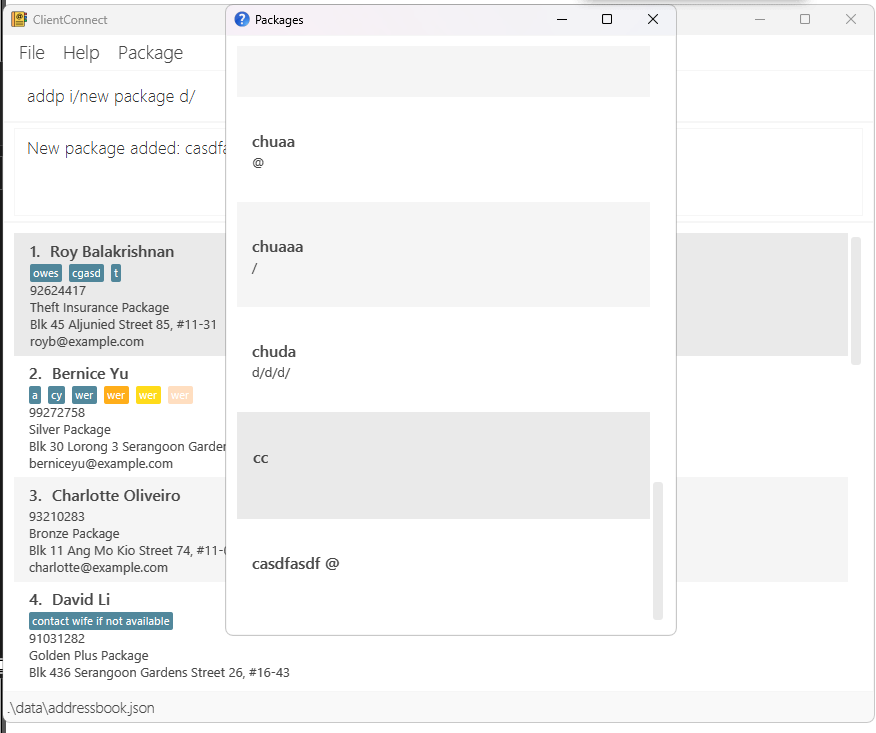 ClientConnect
Packages
File Help Package
addp i/new package d/
New package added: casdfa
1. Roy Balakrishnan
owes cgasd t
92624417
Theft Insurance Package
Blk 45 Aljunied Street 85, #11-31
royb@example.com
2. Bernice Yu
a cy wer wer wer wer
99272758
Silver Package
Blk 30 Lorong 3 Serangoon Garden
berniceyu@example.com
3. Charlotte Oliveiro
93210283
Bronze Package
Blk 11 Ang Mo Kio Street 74, #11-0
charlotte@example.com
4. David Li
contact wife if not available
91031282
Golden Plus Package
Blk 436 Serangoon Gardens Street 26, #16-43
.\data\addressbook.json
chuaa
@
chuaaa
/
chuda
d/d/d/
cc
casdfasdf @